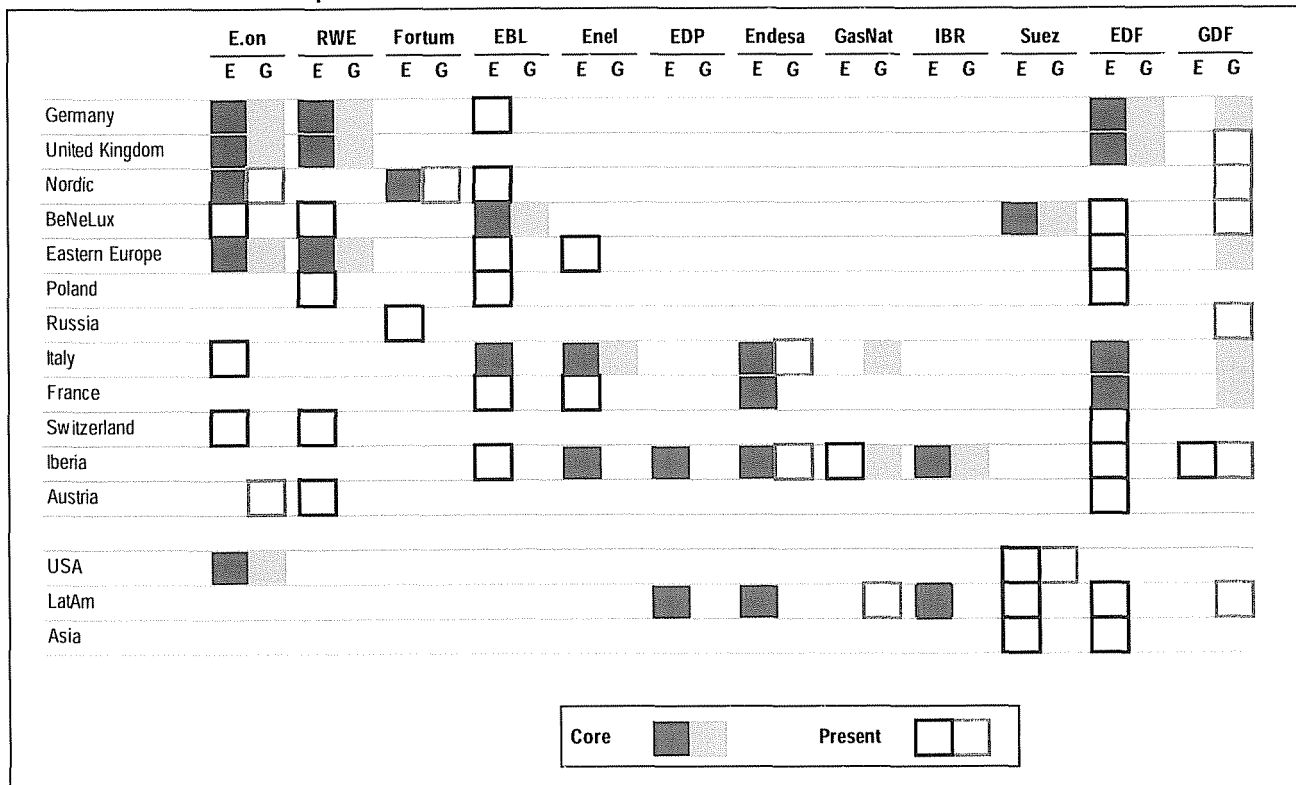 E.on RWE Fortum EBL Enel EDP Endesa GasNat IBR Suez EDF GDF
E G E G E G E G E G E G E G E G E G E G E G E G
Germany
United Kingdom
Nordic
BeNeLux
Eastern Europe
Poland
Russia
Italy
France
Switzerland
Iberia
Austria
USA
LatAm
Asia
Core Present